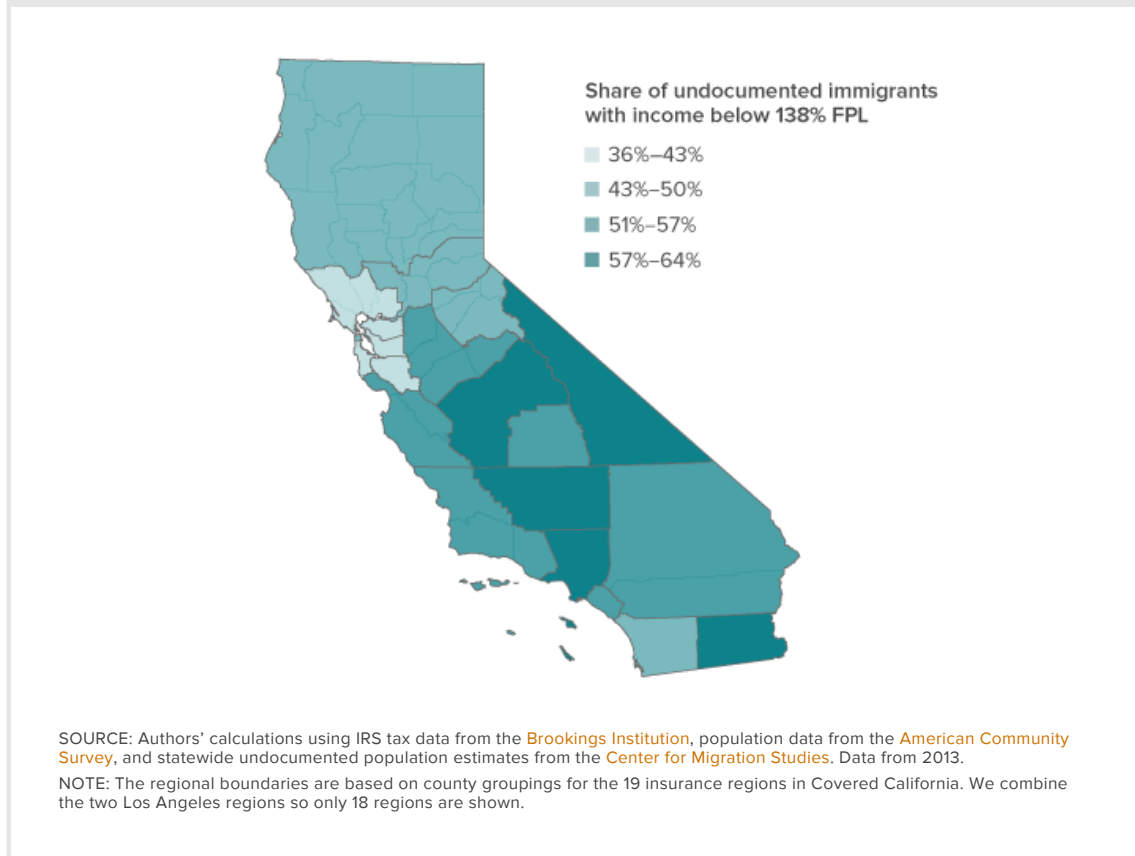 Share of undocumented immigrants
with income below 138% FPL
36%–43%
43%–50%
51%–57%
57%–64%
SOURCE: Authors’ calculations using IRS tax data from the Brookings Institution, population data from the American Community
Survey, and statewide undocumented population estimates from the Center for Migration Studies. Data from 2013.
NOTE: The regional boundaries are based on county groupings for the 19 insurance regions in Covered California. We combine
the two Los Angeles regions so only 18 regions are shown.